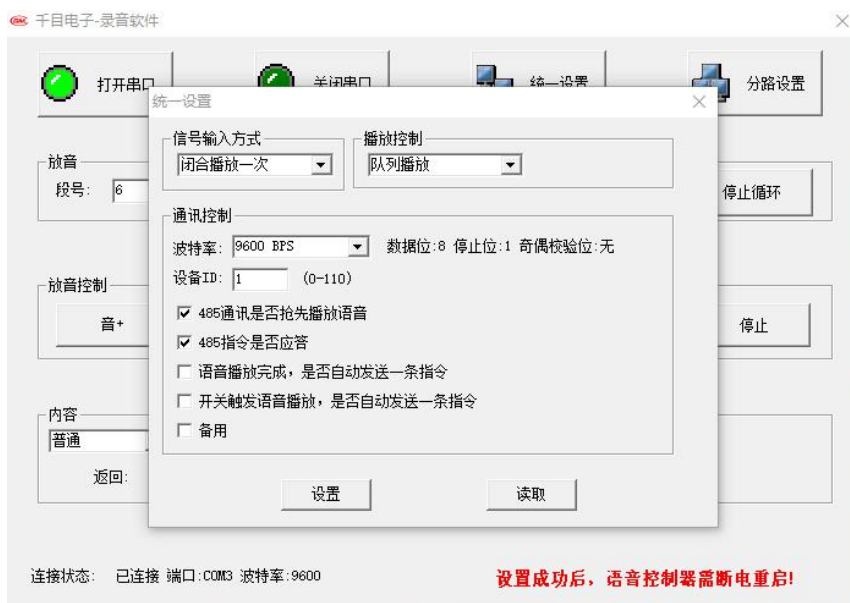 千目电子-录音软件
打开串口 关闭串口 统一设置 分路设置
统一设置
信号输入方式 播放控制
闭合播放一次 队列播放
放音
段号: 6 停止循环
通讯控制
波特率: 9600 BPS 数据位:8 停止位:1 奇偶校验位:无
设备ID: 1 (0-110)
放音控制
485通讯是否抢先播放语音
音+ 停止
485指令是否应答
语音播放完成,是否自动发送一条指令
开关触发语音播放,是否自动发送一条指令
内容
普通
备用
返回:
设置 读取
连接状态: 已连接 端口:COM3 波特率:9600
设置成功后,语音控制器需断电重启!